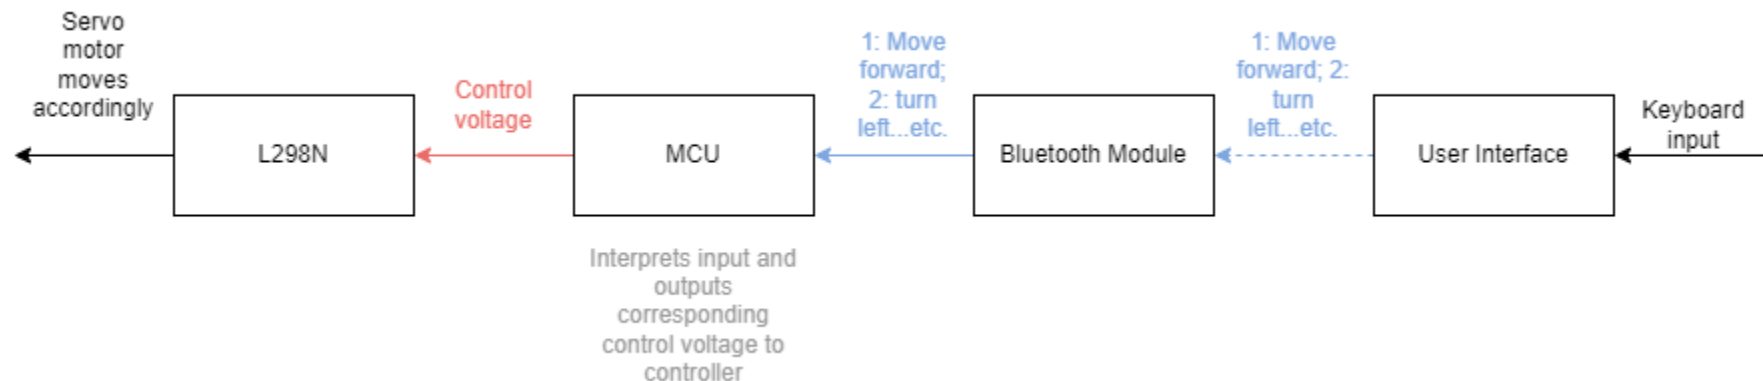 Servo
motor
moves
accordingly
L298N
Control
voltage
MCU
Interprets input and
outputs
corresponding
control voltage to
controller
1: Move
forward;
2: turn
left...etc.
Bluetooth Module
1: Move
forward; 2:
turn
left...etc.
User Interface
Keyboard
input